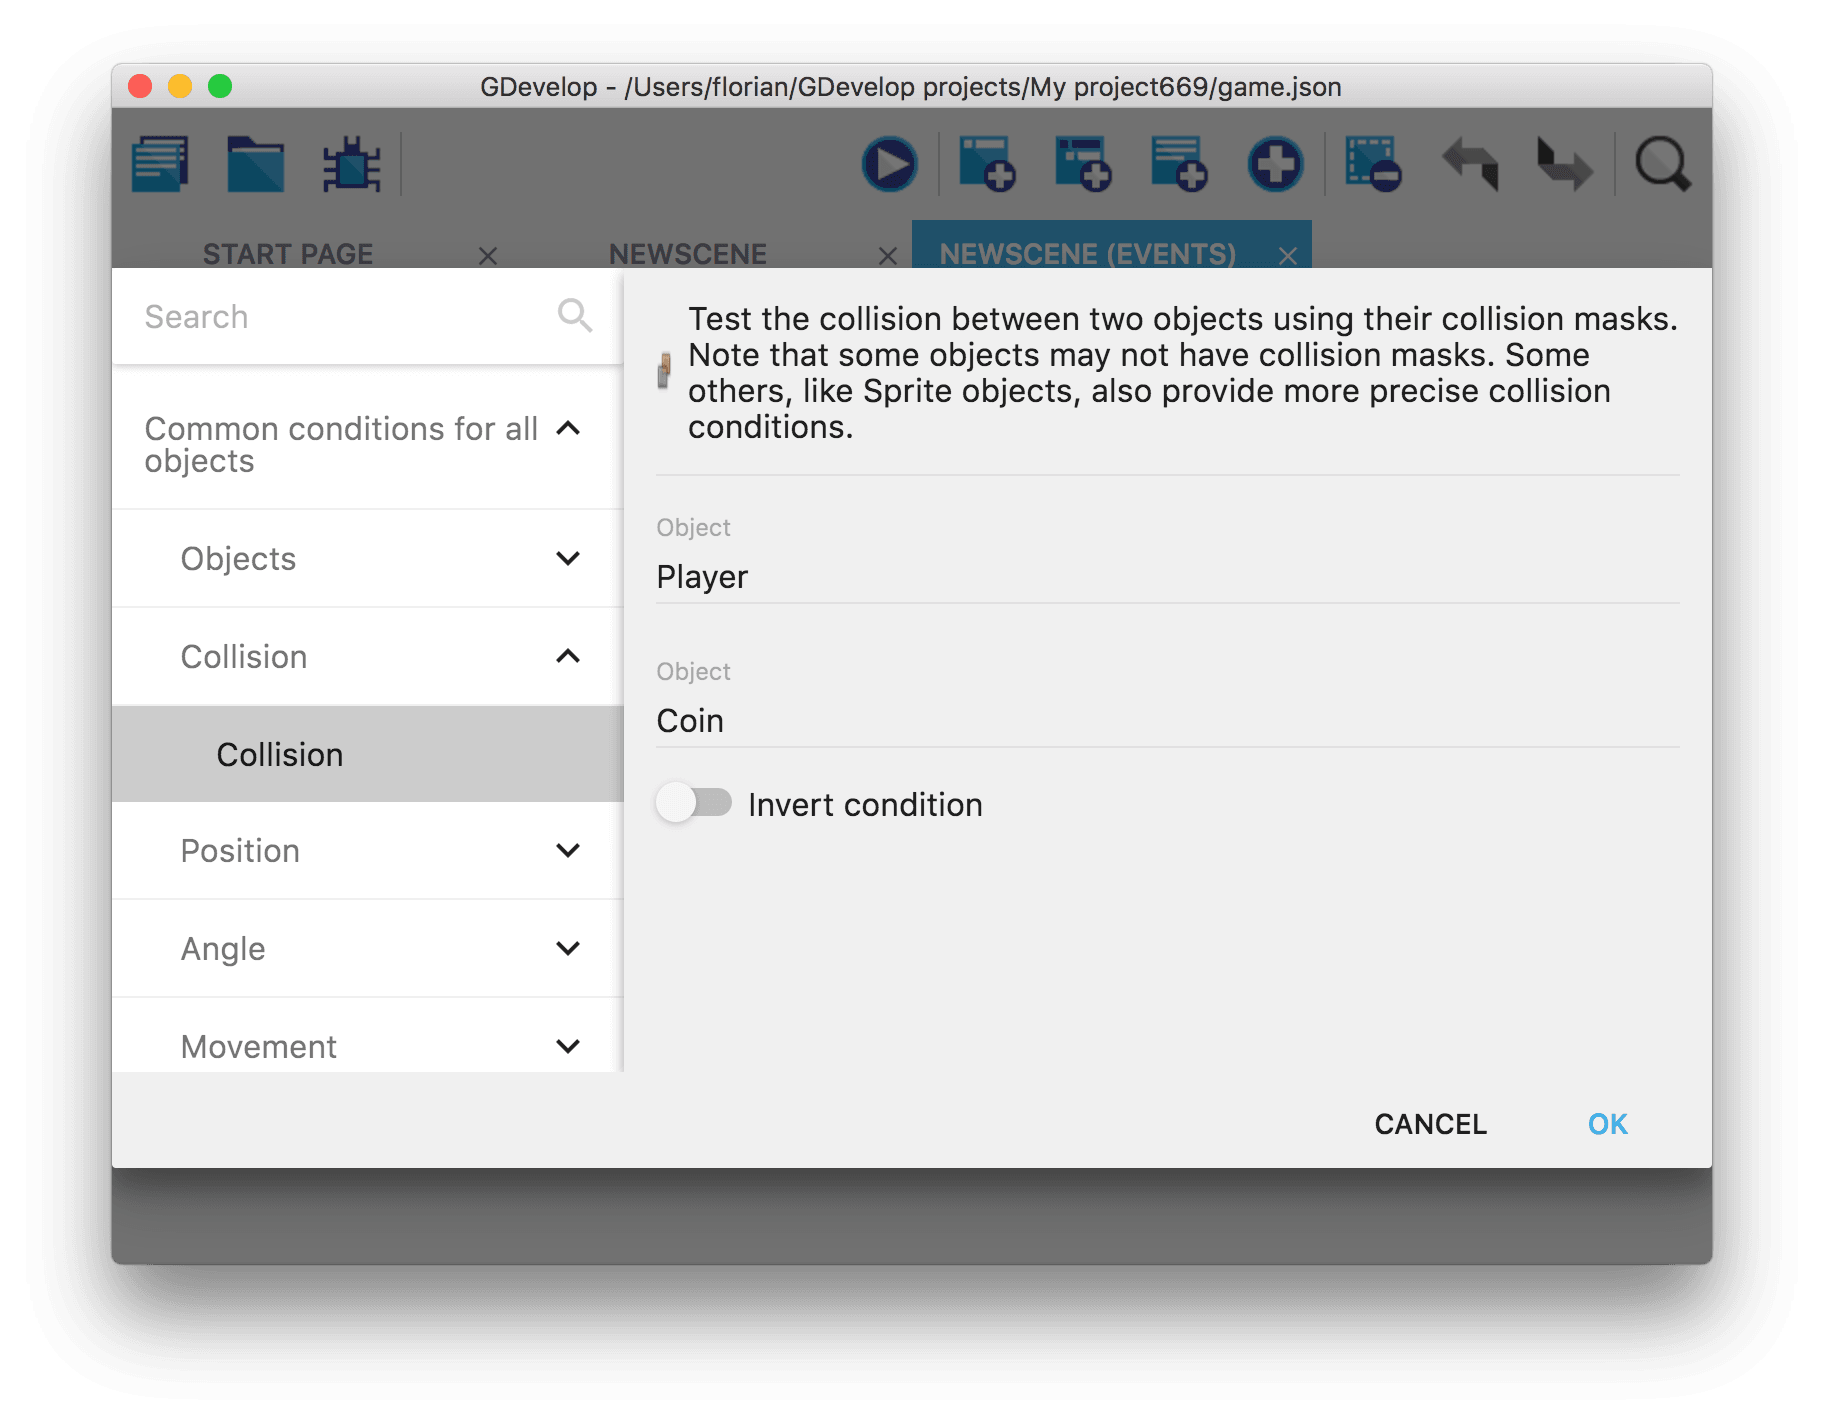 GDevelop - /Users/florian/GDevelop projects/My project669/game.json
START PAGE
NEWSCENE
NEWSCENE (EVENTS)
Search
Common conditions for all
objects
Objects
Collision
Collision
Position
Angle
Movement
Test the collision between two objects using their collision masks.
Note that some objects may not have collision masks. Some
others, like Sprite objects, also provide more precise collision
conditions.
Object
Player
Object
Coin
Invert condition
CANCEL
OK